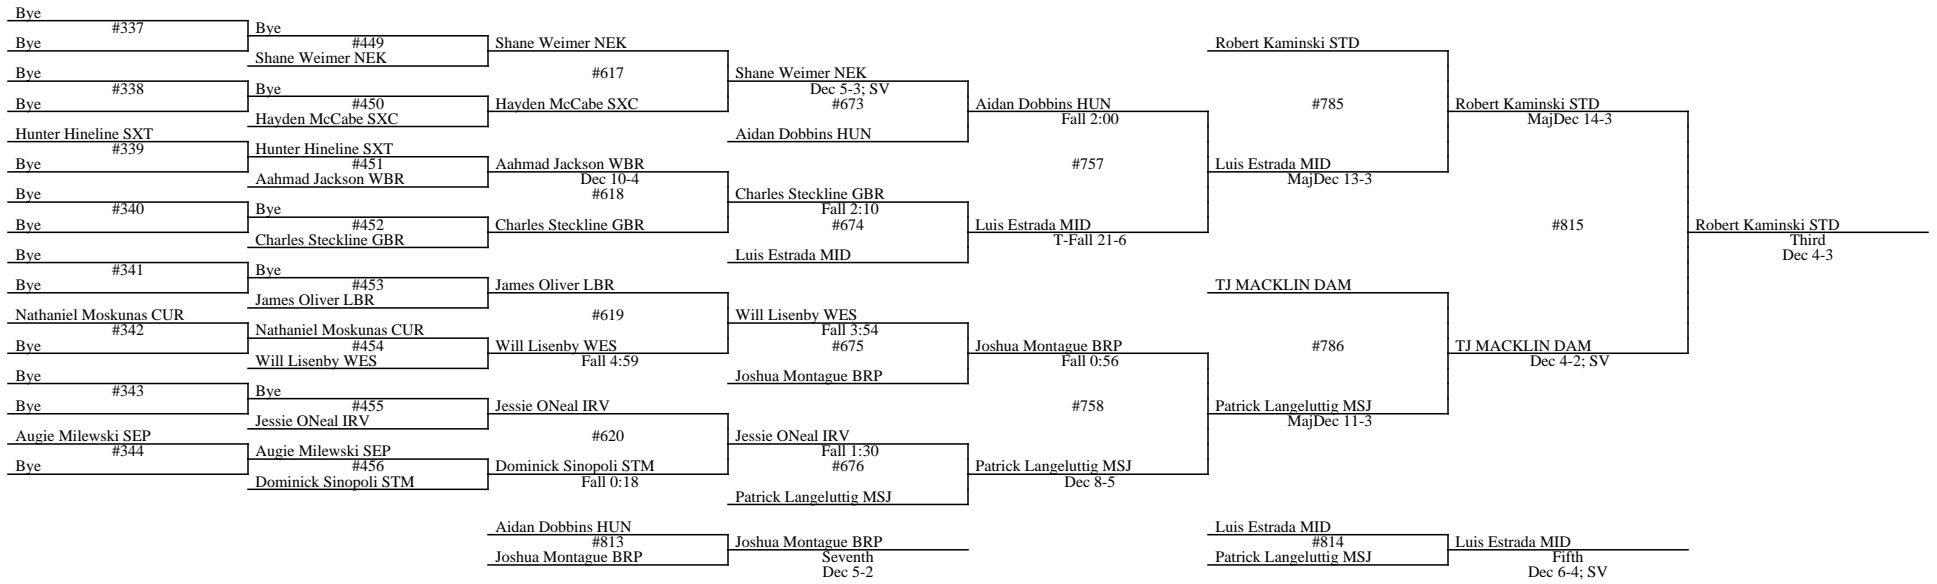 Bye
#337
Bye
Bye
#338
Bye
Hunter Hineline SXT
#339
Bye
Bye
#340
Bye
Bye
#341
Bye
Nathaniel Moskunas CUR
#342
Bye
Bye
#343
Bye
Augie Milewski SEP
#344
Bye
Bye
#449
Shane Weimer NEK
Bye
#450
Hayden McCabe SXC
Hunter Hineline SXT
#451
Aahmad Jackson WBR
Bye
#452
Charles Steckline GBR
Bye
#453
James Oliver LBR
Nathaniel Moskunas CUR
#454
Will Lisenby WES
Bye
#455
Jessie ONeal IRV
Augie Milewski SEP
#456
Dominick Sinopoli STM
Shane Weimer NEK
#617
Hayden McCabe SXC
Aahmad Jackson WBR
Dec 10-4
#618
Charles Steckline GBR
James Oliver LBR
#619
Will Lisenby WES
Fall 4:59
Jessie ONeal IRV
#620
Dominick Sinopoli STM
Fall 0:18
Shane Weimer NEK
Dec 5-3; SV
#673
Aidan Dobbins HUN
Charles Steckline GBR
Fall 2:10
#674
Luis Estrada MID
Will Lisenby WES
Fall 3:54
#675
Joshua Montague BRP
Jessie ONeal IRV
Fall 1:30
#676
Patrick Langeluttig MSJ
Aidan Dobbins HUN
Fall 2:00
#757
Luis Estrada MID
T-Fall 21-6
Joshua Montague BRP
Fall 0:56
#758
Patrick Langeluttig MSJ
Dec 8-5
Robert Kaminski STD
#785
Luis Estrada MID
MajDec 13-3
TJ MACKLIN DAM
#786
Patrick Langeluttig MSJ
MajDec 11-3
Robert Kaminski STD
MajDec 14-3
#815
TJ MACKLIN DAM
Dec 4-2; SV
Robert Kaminski STD
Third
Dec 4-3
Aidan Dobbins HUN
#813
Joshua Montague BRP
Joshua Montague BRP
Seventh
Dec 5-2
Luis Estrada MID
#814
Patrick Langeluttig MSJ
Luis Estrada MID
Fifth
Dec 6-4; SV